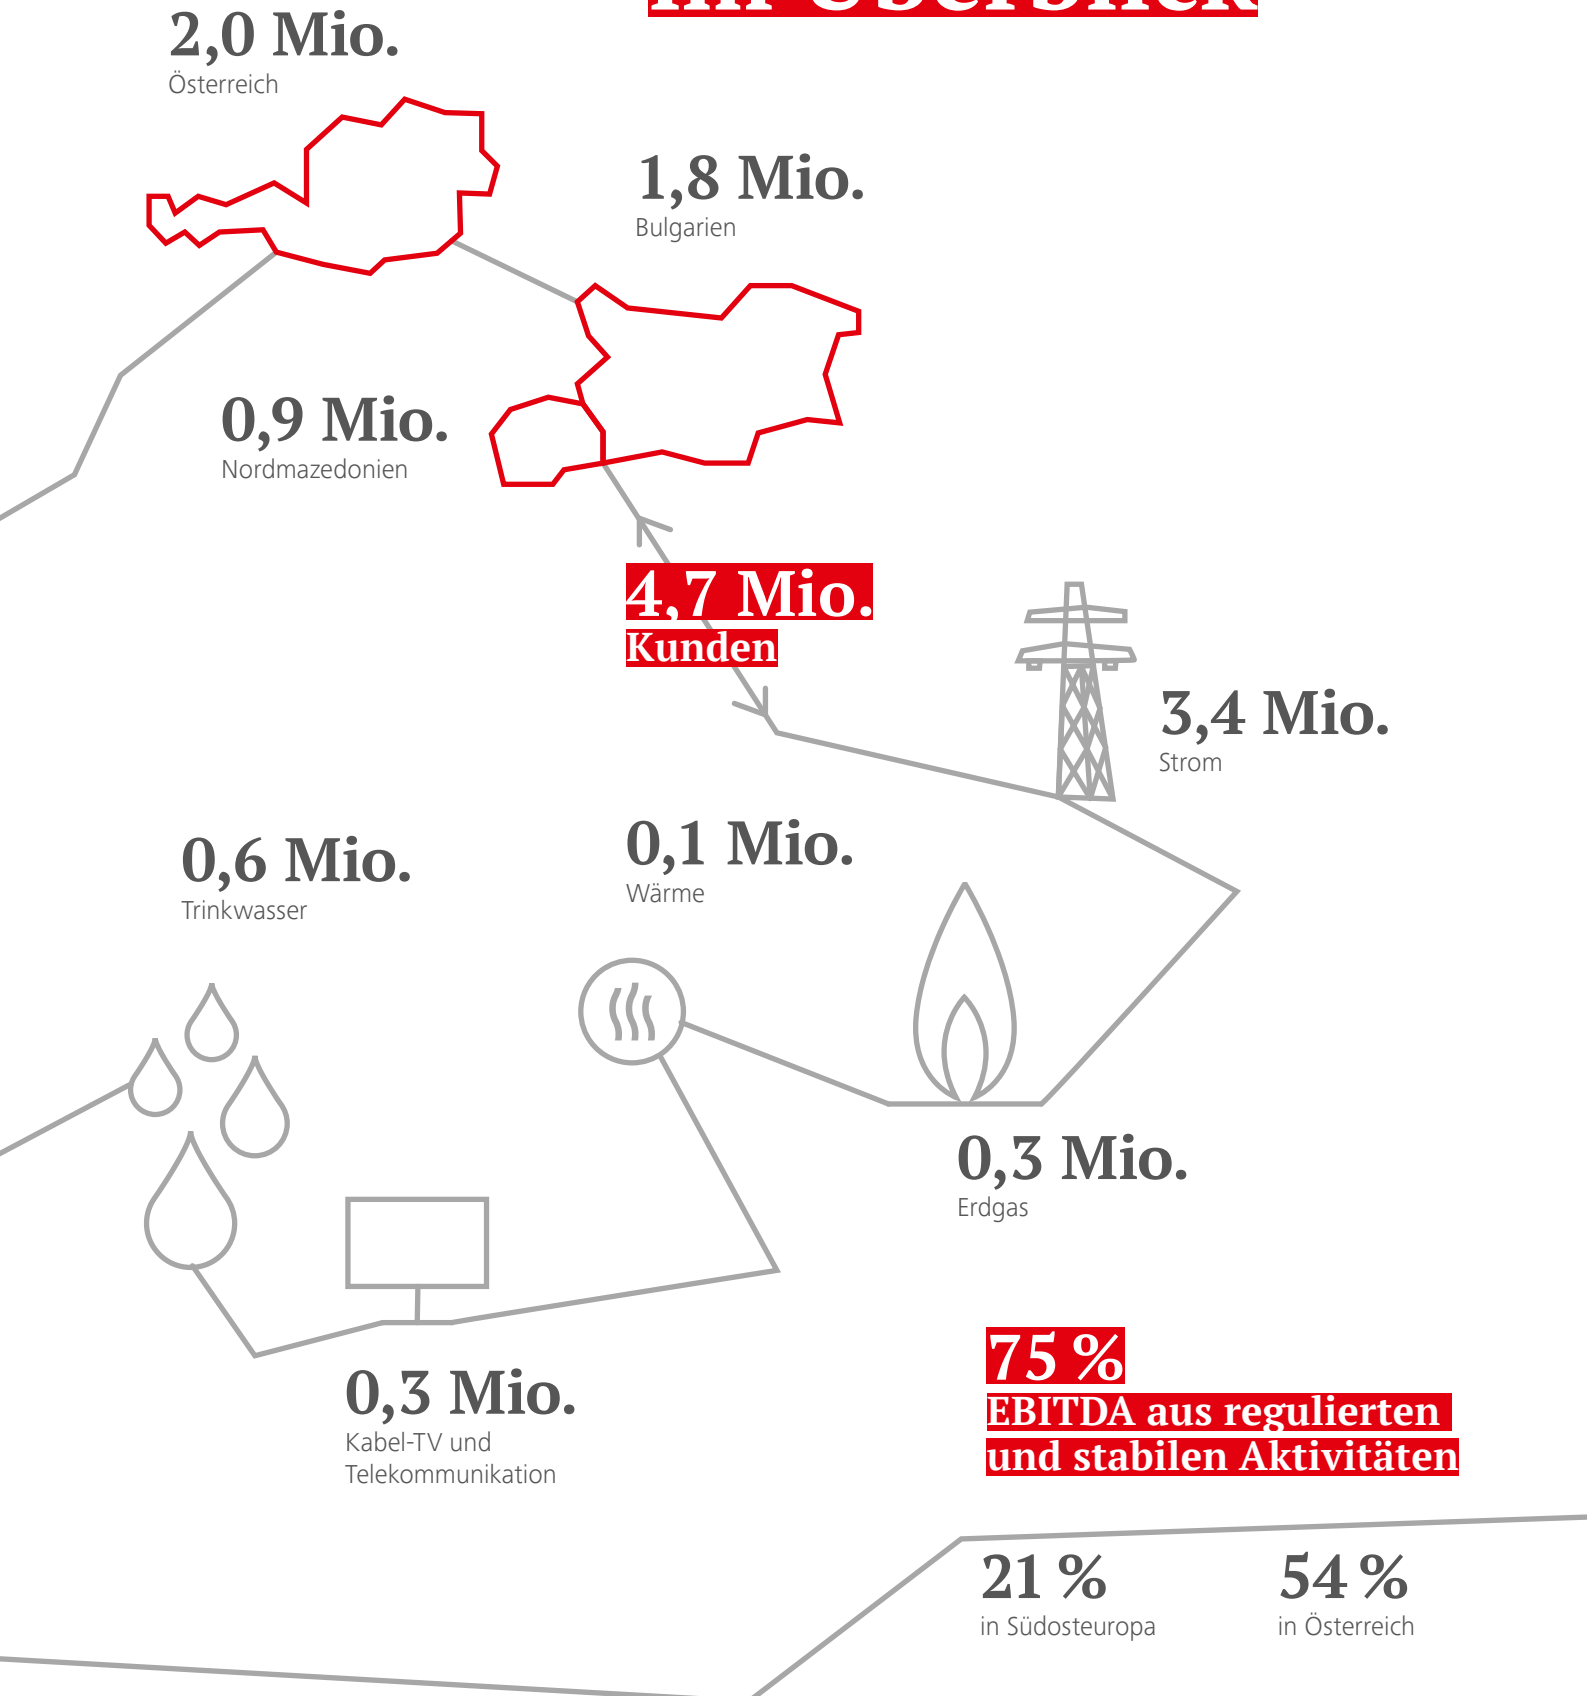 im Überblick
2,0 Mio.
Österreich
1,8 Mio.
Bulgarien
0,9 Mio.
Nordmazedonien
4,7 Mio.
Kunden
3,4 Mio.
Strom
0,1 Mio.
Wärme
0,6 Mio.
Trinkwasser
0,3 Mio.
Erdgas
0,3 Mio.
Kabel-TV und
Telekommunikation
75 %
EBITDA aus regulierten
und stabilen Aktivitäten
21 %
in Südosteuropa
54 %
in Österreich